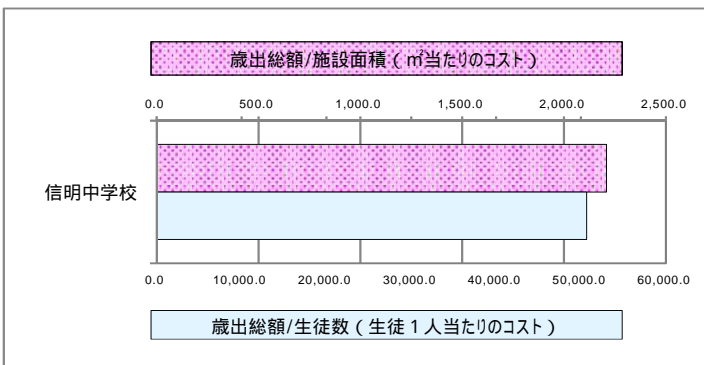 歳出総額/施設面積（㎡当たりのコスト）
0.0 500.0 1,000.0 1,500.0 2,000.0 2,500.0
信明中学校
0.0 10,000.0 20,000.0 30,000.0 40,000.0 50,000.0 60,000.0
歳出総額/生徒数（生徒１人当たりのコスト）